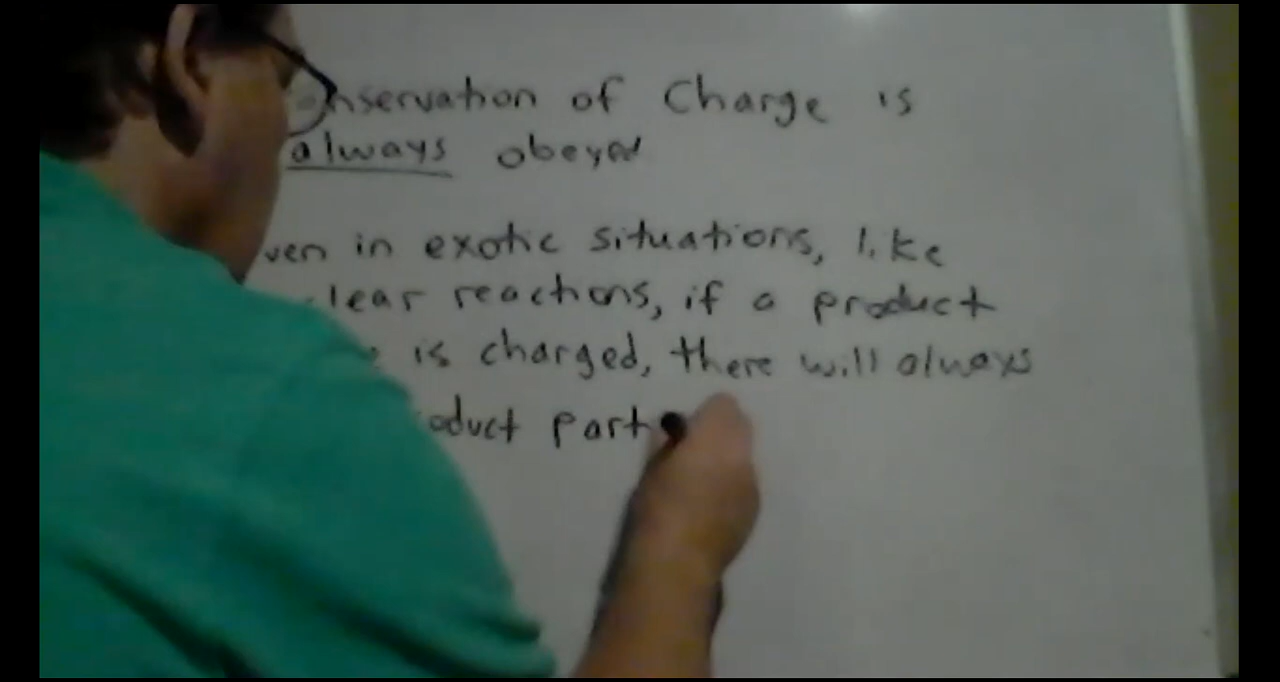 onservation of Charge is
always obeyed
ven in exotic situations, like
lear reactions, if a product
is charged, there will always
oduct part